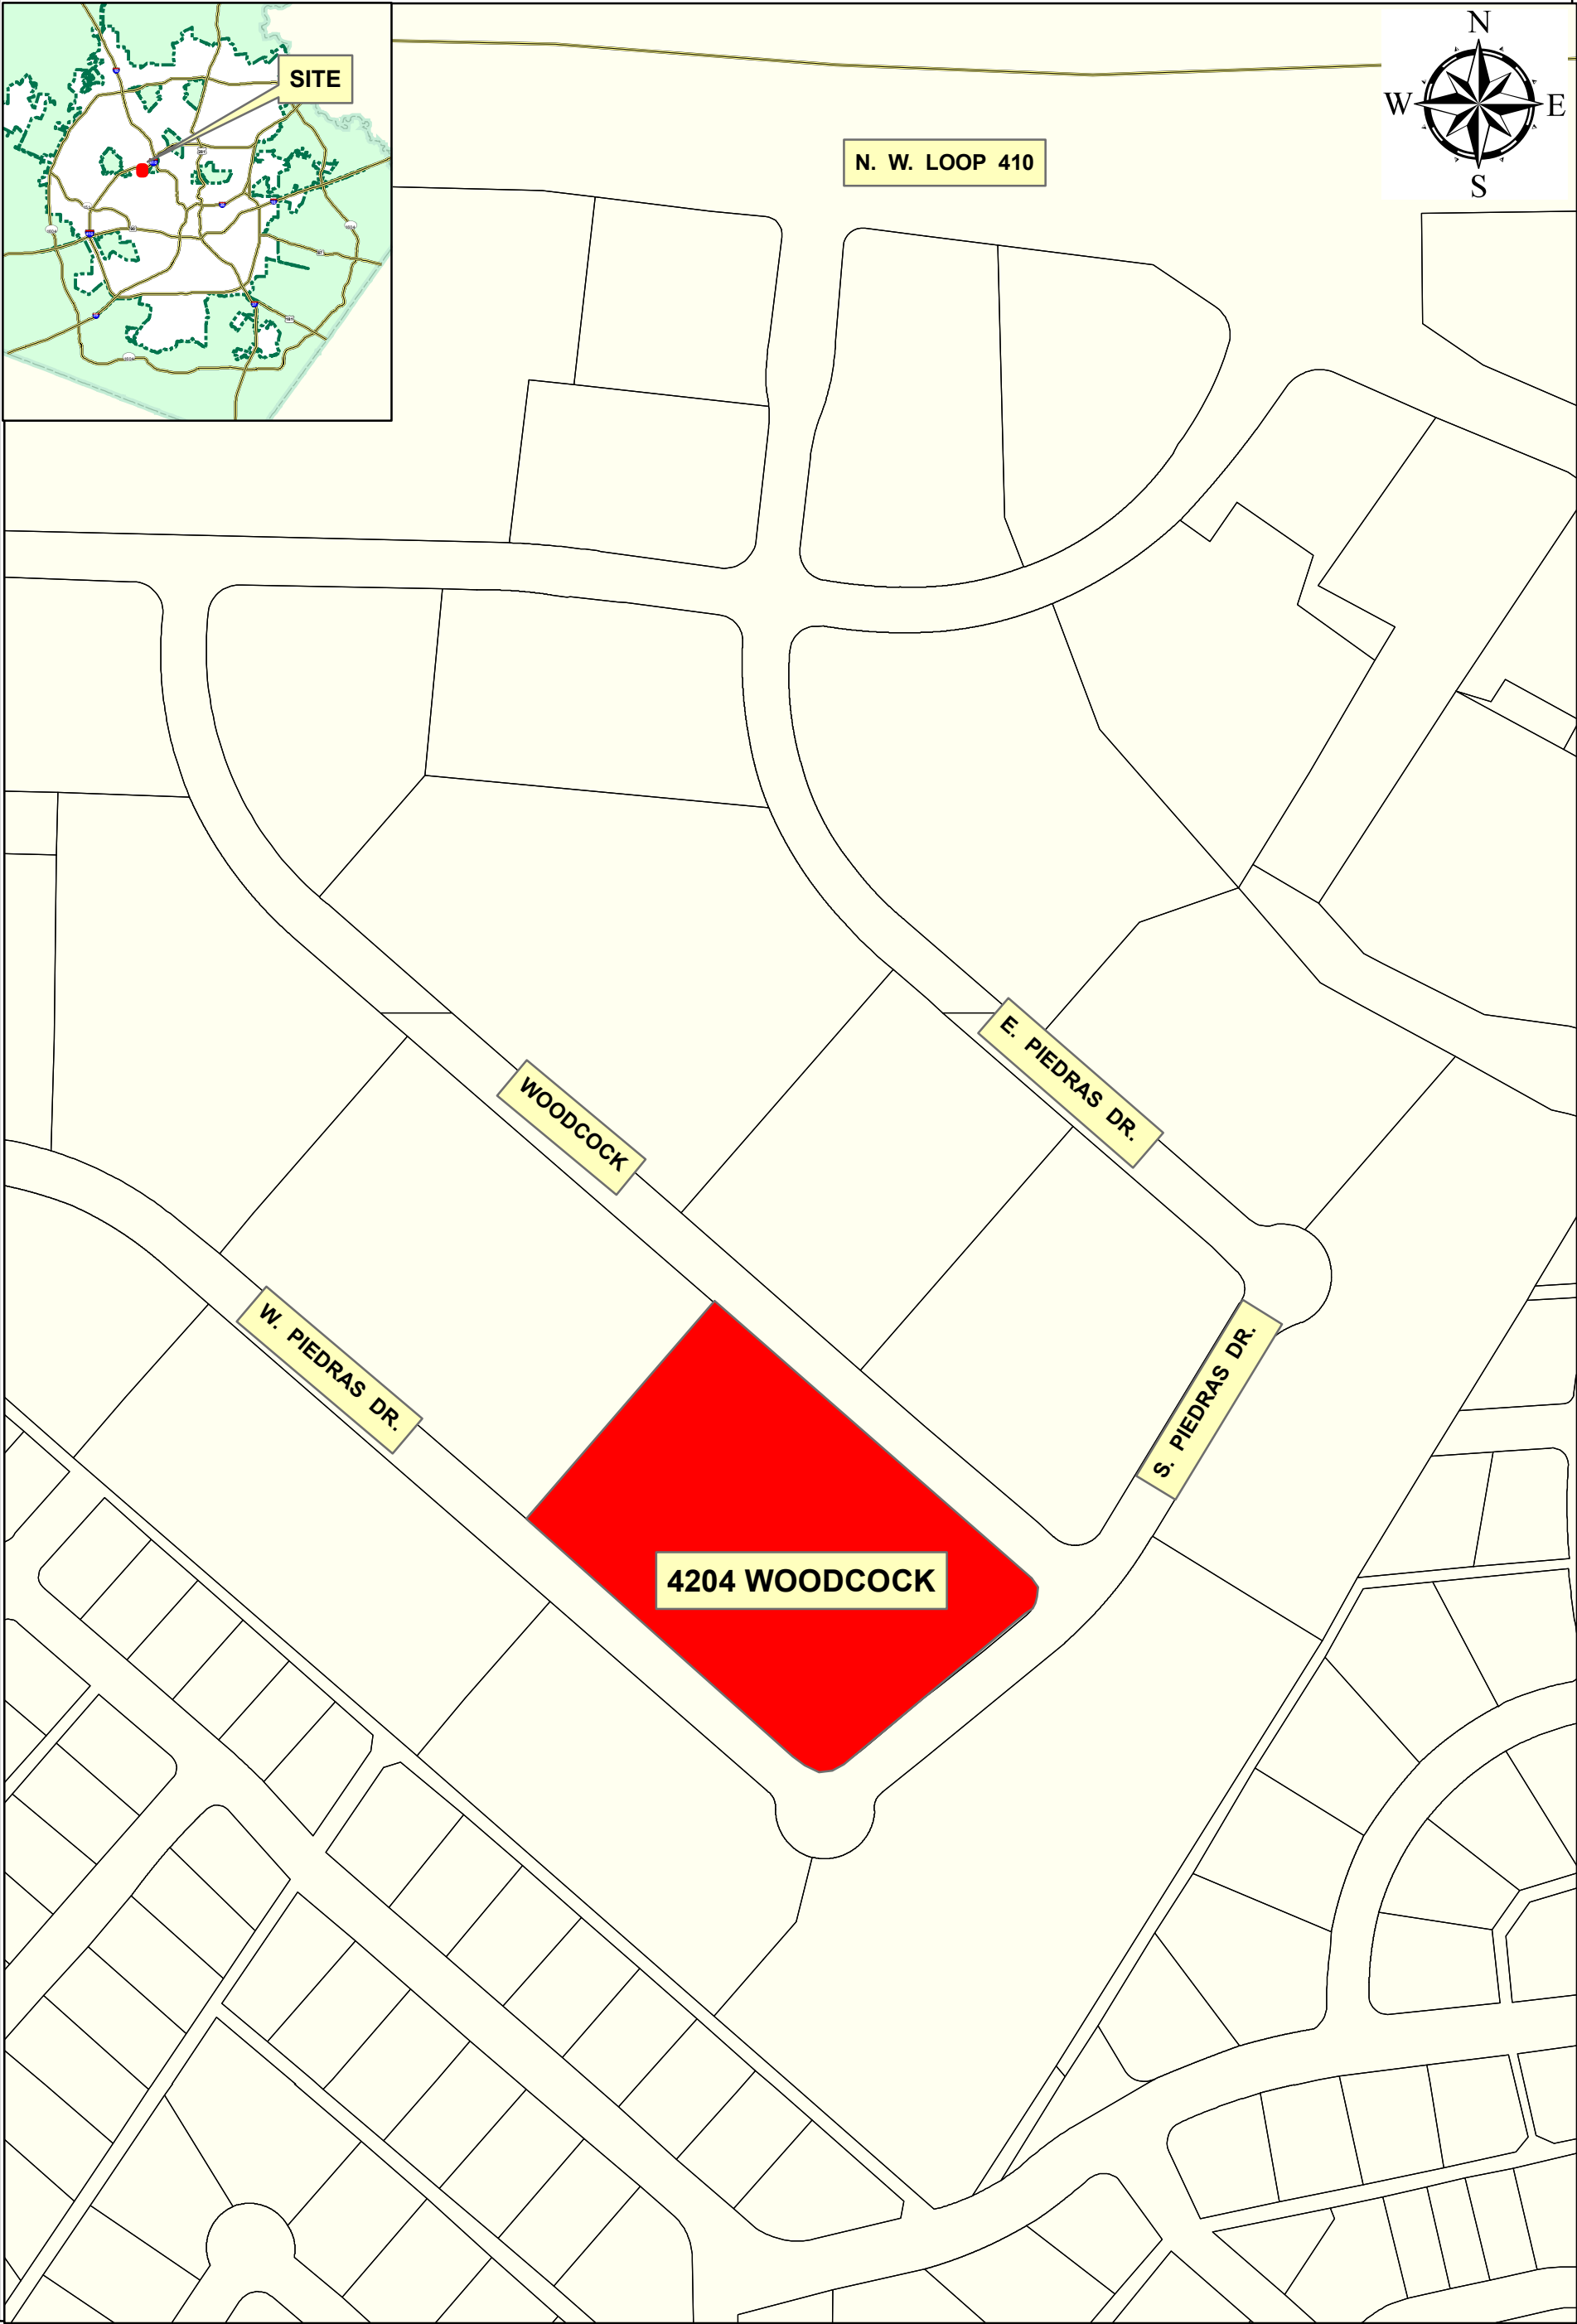 SITE
N
W
E
S
N. W. LOOP 410
E. PIEDRAS DR.
WOODCOCK
W. PIEDRAS DR.
S. PIEDRAS DR.
4204 WOODCOCK